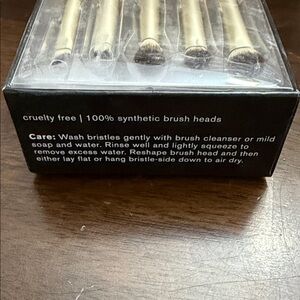 cruelty free | 100% synthetic brush heads
Care: Wash bristles gently with brush cleanser or mild
soap and water. Rinse well and lightly squeeze to
remove excess water. Reshape brush head and then
either lay flat or hang bristle-side down to air dry.